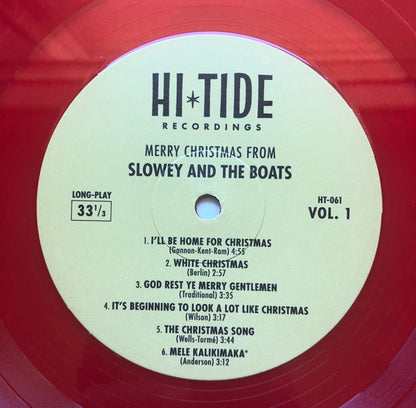 HI★TIDE
RECORDINGS
MERRY CHRISTMAS FROM
SLOWEY AND THE BOATS
LONG-PLAY
33 1/3
HT-061
VOL. 1
1. I'LL BE HOME FOR CHRISTMAS
(Gannon-Kent-Ram) 4:55
2. WHITE CHRISTMAS
(Berlin) 2:57
3. GOD REST YE MERRY GENTLEMEN
(Traditional) 3:35
4. IT'S BEGINNING TO LOOK A LOT LIKE CHRISTMAS
(Wilson) 3:17
5. THE CHRISTMAS SONG
(Wells-Tormé) 3:44
6. MELE KALIKIMAKA*
(Anderson) 3:12